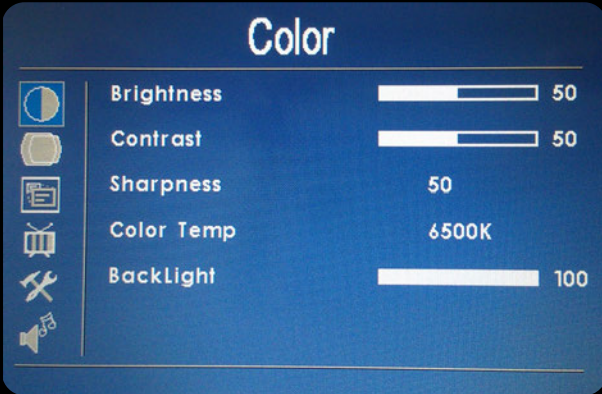 Color
Brightness 50
Contrast 50
Sharpness 50
Color Temp 6500K
BackLight 100